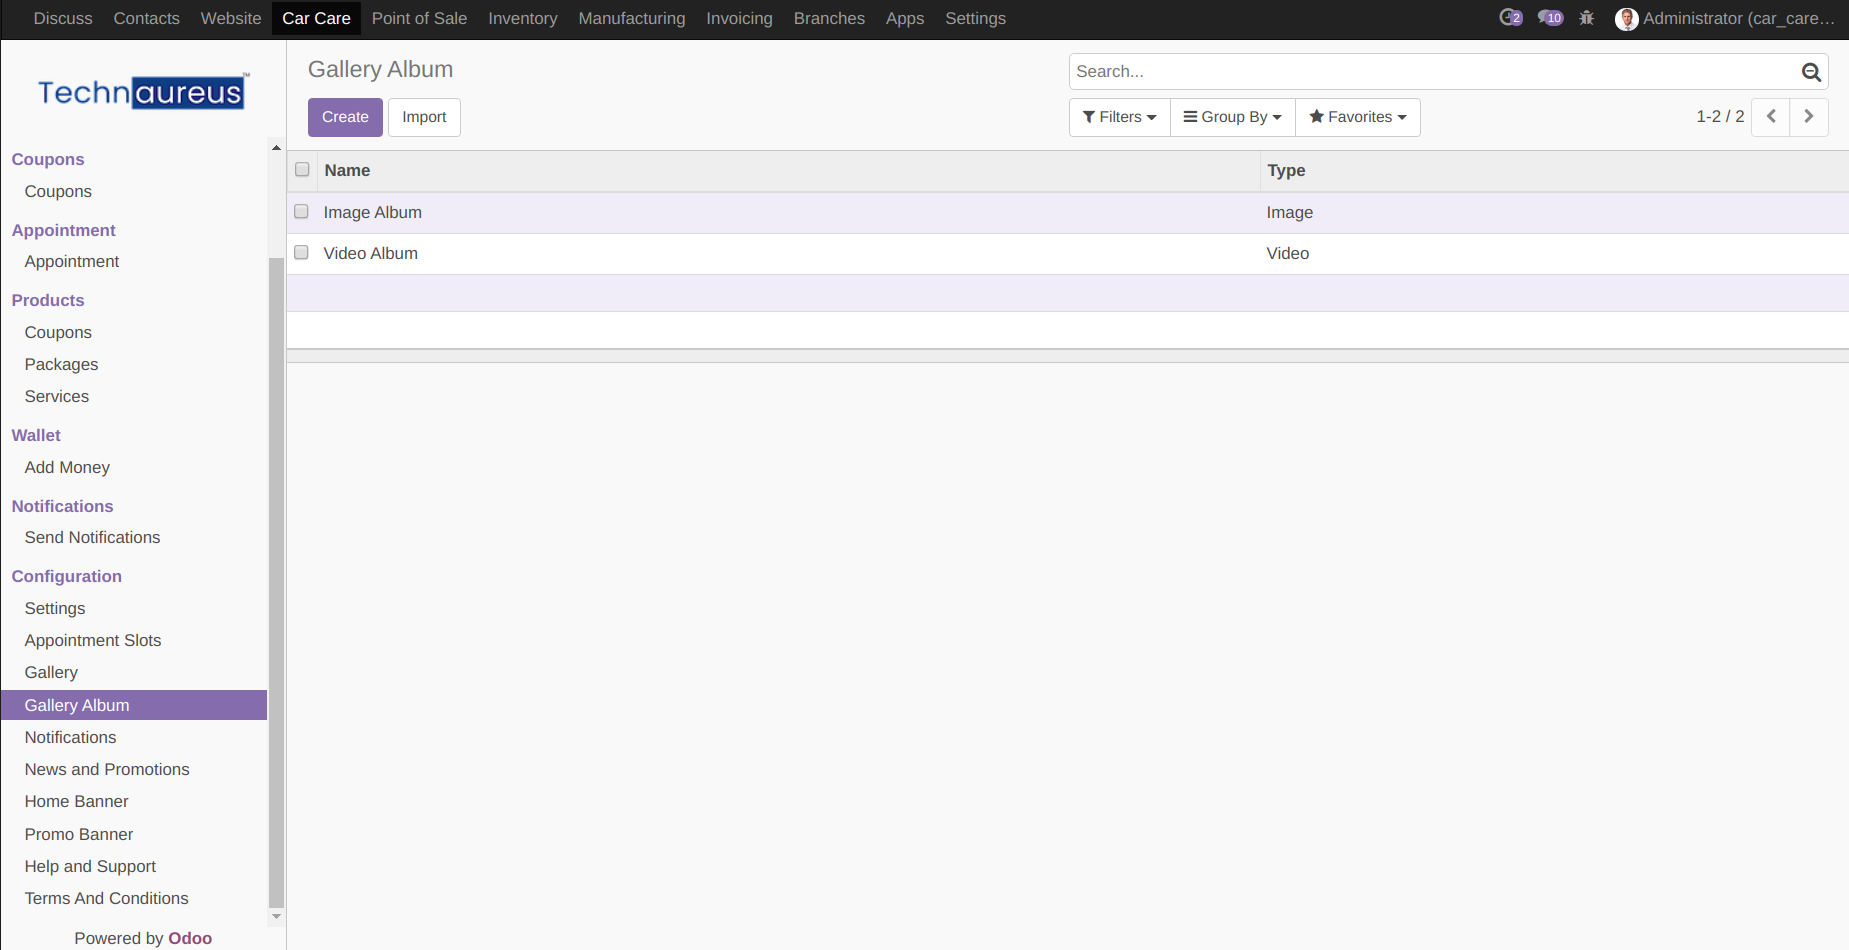 Discuss Contacts Website Car Care Point of Sale Inventory Manufacturing Invoicing Branches Apps Settings 2 10 Administrator (car_care...
Technaureus™
Coupons
Coupons
Appointment
Appointment
Products
Coupons
Packages
Services
Wallet
Add Money
Notifications
Send Notifications
Configuration
Settings
Appointment Slots
Gallery
Gallery Album
Notifications
News and Promotions
Home Banner
Promo Banner
Help and Support
Terms And Conditions
Powered by Odoo
Gallery Album
Search...
Create Import
Filters Group By Favorites 1-2 / 2
Name Type
Image Album Image
Video Album Video